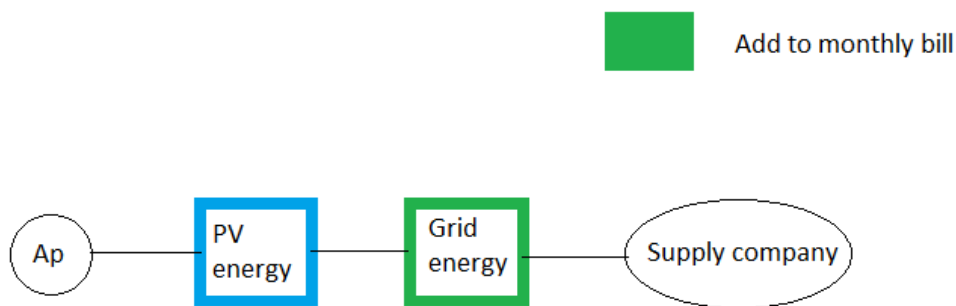 Add to monthly bill
Ap
PV
energy
Grid
energy
Supply company